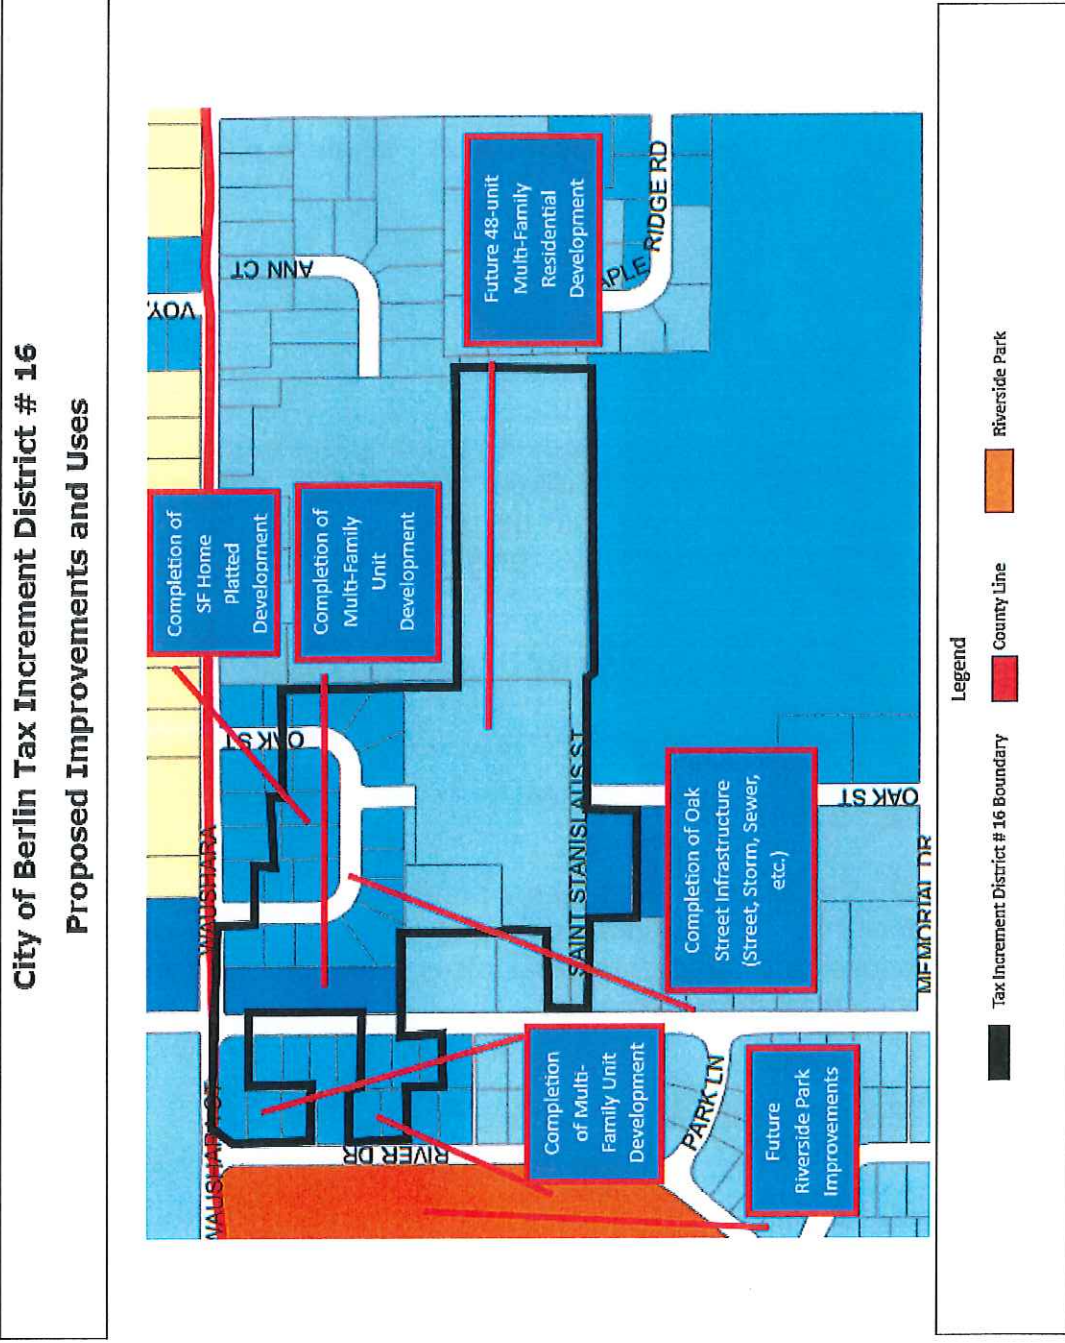 City of Berlin Tax Increment District # 16
Proposed Improvements and Uses
Completion of
SF Home
Platted
Development
Completion of
Multi-Family
Unit
Development
Future 48-unit
Multi-Family
Residential
Development
Completion of Oak
Street Infrastructure
(Street, Storm, Sewer,
etc.)
Completion
of Multi-
Family Unit
Development
Future
Riverside Park
Improvements
WAUSHARA CT
WAUSHARA
VOY
ANN CT
OAK ST
RIVER DR
SAINT STANISLAUS ST
APLE RIDGE RD
PARK LN
OAK ST
MEMORIAL DR
Legend
Tax Increment District # 16 Boundary
County Line
Riverside Park